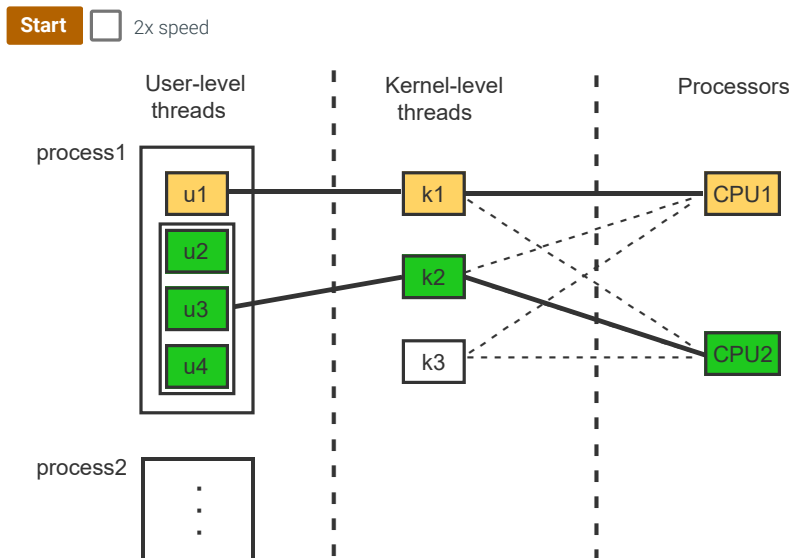 Start
2x speed
User-level
threads
Kernel-level
threads
Processors
process1
u1
k1
CPU1
u2
k2
u3
k3
CPU2
u4
process2